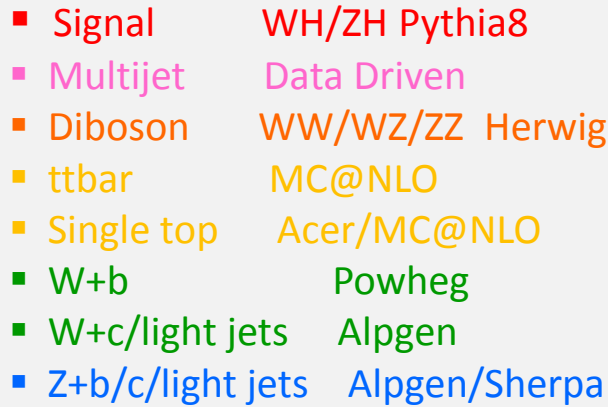 ▪ Signal WH/ZH Pythia8
▪ Multijet Data Driven
▪ Diboson WW/WZ/ZZ Herwig
▪ ttbar MC@NLO
▪ Single top Acer/MC@NLO
▪ W+b Powheg
▪ W+c/light jets Alpgen
▪ Z+b/c/light jets Alpgen/Sherpa